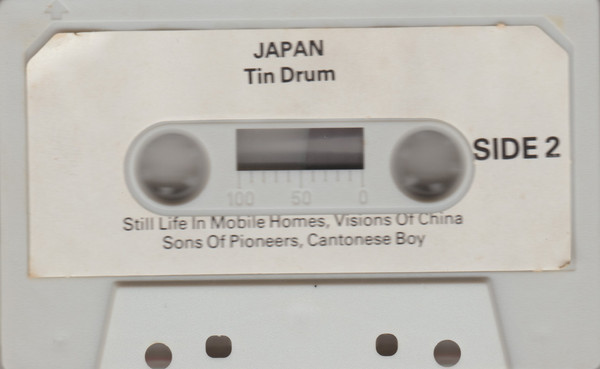 JAPAN
Tin Drum
SIDE 2
100 50 0
Still Life In Mobile Homes, Visions Of China
Sons Of Pioneers, Cantonese Boy